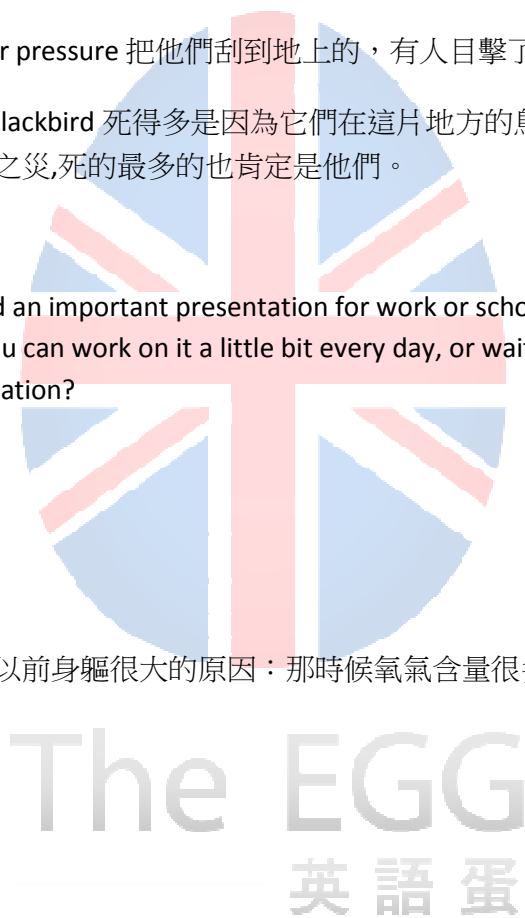 r pressure 把他們刮到地上的，有人目擊了
lackbird 死得多是因為它們在這片地方的
之災,死的最多的也肯定是他們。
d an important presentation for work or scho
u can work on it a little bit every day, or wai
ation?
以前身軀很大的原因：那時候氧氣含量很
The EGG
英語蛋